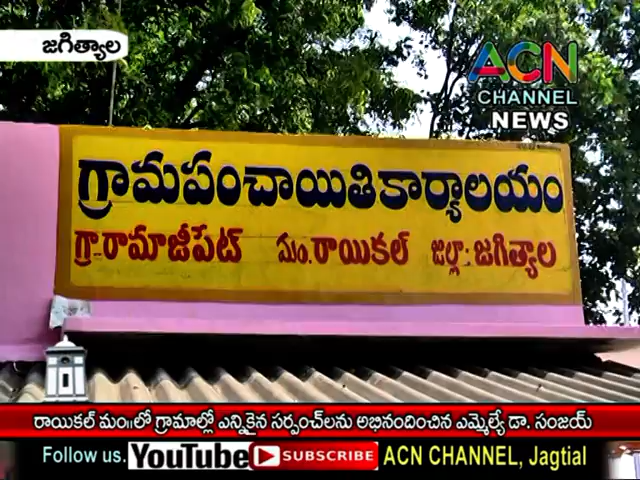 జగిత్యాల
ACN
CHANNEL
NEWS
గ్రామపంచాయితికార్యాలయం
గ్రా.రామాజీపేట్ మం.రాయికల్ జిల్లా: జగిత్యాల
రాయికల్ మం॥లో గ్రామాల్లో ఎన్నికైన సర్పంచ్‌లను అభినందించిన ఎమ్మెల్యే డా. సంజయ్
Follow us. YouTube SUBSCRIBE ACN CHANNEL, Jagtial